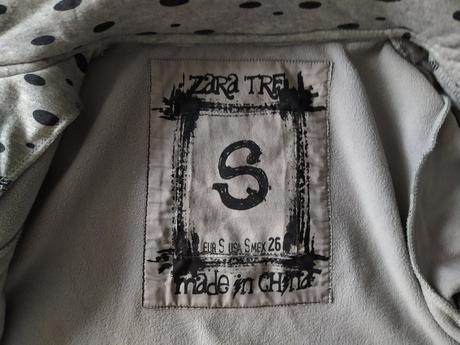 ZARA TRF
S
EUR S USA S MEX 26
made in CHina